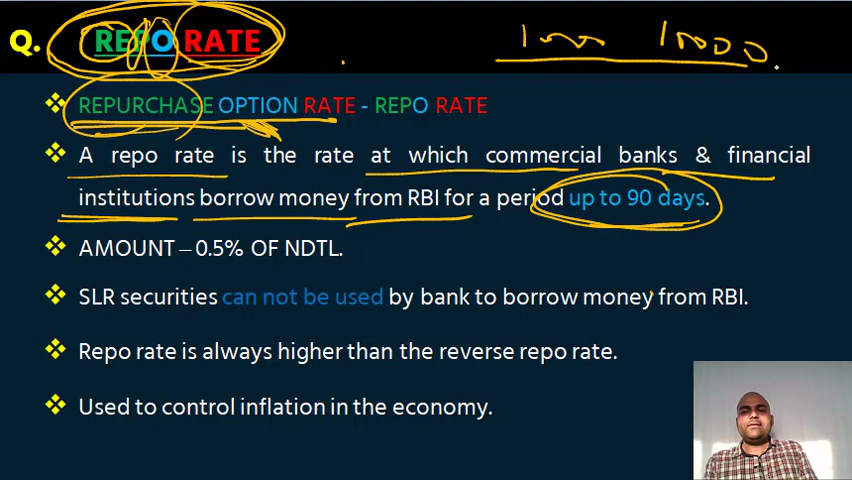 Q. REPO RATE 1000 10000
REPURCHASE OPTION RATE - REPO RATE
A repo rate is the rate at which commercial banks & financial
institutions borrow money from RBI for a period up to 90 days.
AMOUNT – 0.5% OF NDTL.
SLR securities can not be used by bank to borrow money from RBI.
Repo rate is always higher than the reverse repo rate.
Used to control inflation in the economy.